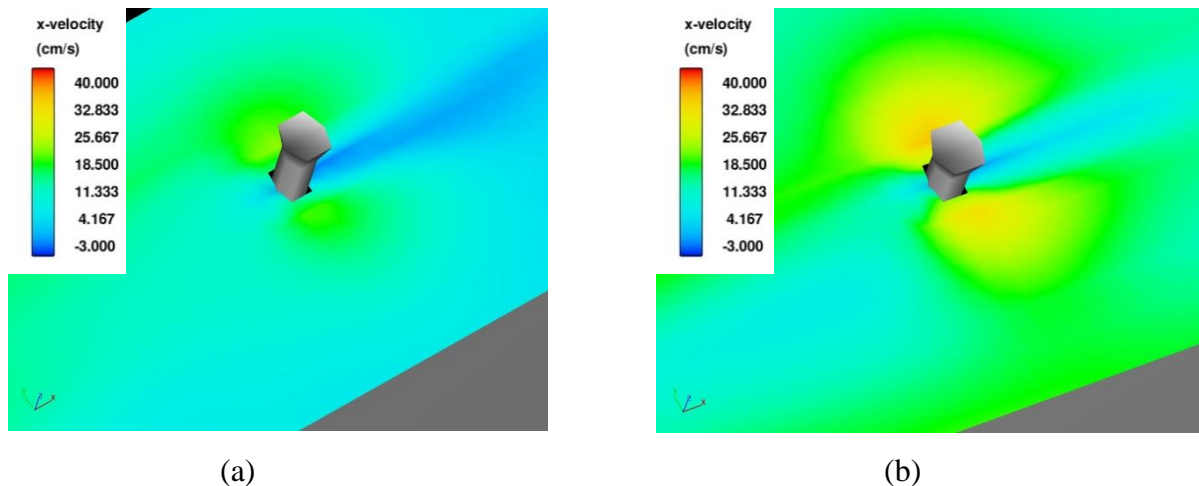 x-velocity
(cm/s)
40.000
32.833
25.667
18.500
11.333
4.167
-3.000
x
z
(a)
x-velocity
(cm/s)
40.000
32.833
25.667
18.500
11.333
4.167
-3.000
x
z
(b)